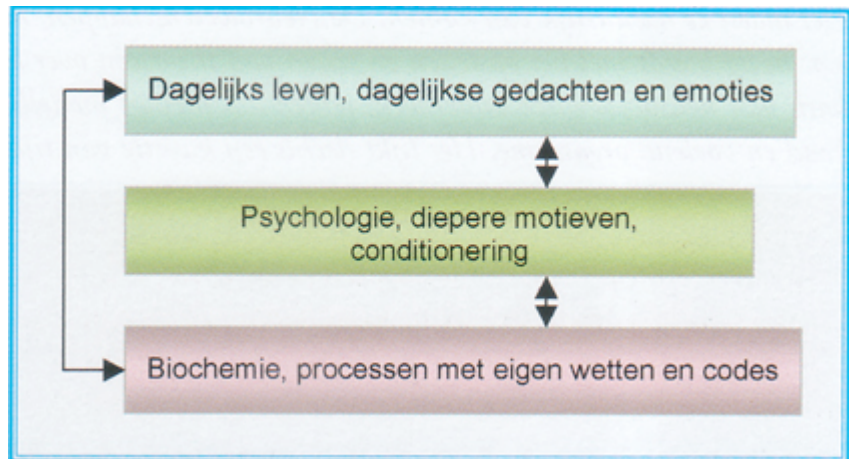 Dagelijks leven, dagelijkse gedachten en emoties
Psychologie, diepere motieven,
conditionering
Biochemie, processen met eigen wetten en codes